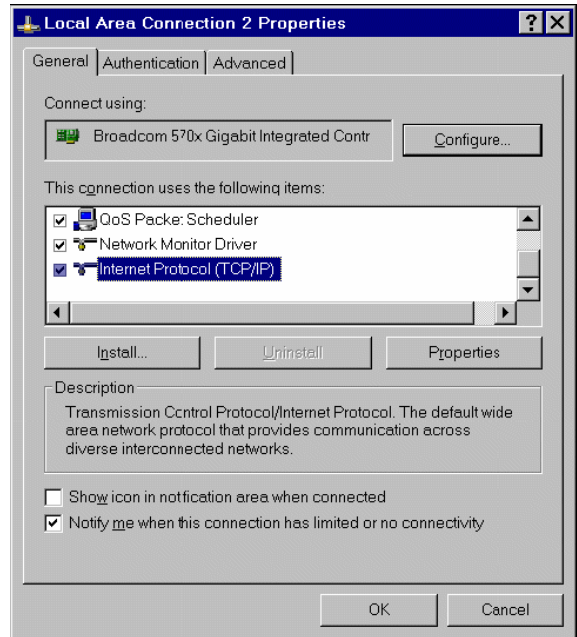 Local Area Connection 2 Properties
General
Authentication
Advanced
Connect using:
Broadcom 570x Gigabit Integrated Contr
Configure...
This connection uses the following items:
QoS Packet Scheduler
Network Monitor Driver
Internet Protocol (TCP/IP)
Install...
Uninstall
Properties
Description
Transmission Control Protocol/Internet Protocol. The default wide
area network protocol that provides communication across
diverse interconnected networks.
Show icon in notfication area when connected
Notify me when this connection has limited or no connectivity
OK
Cancel